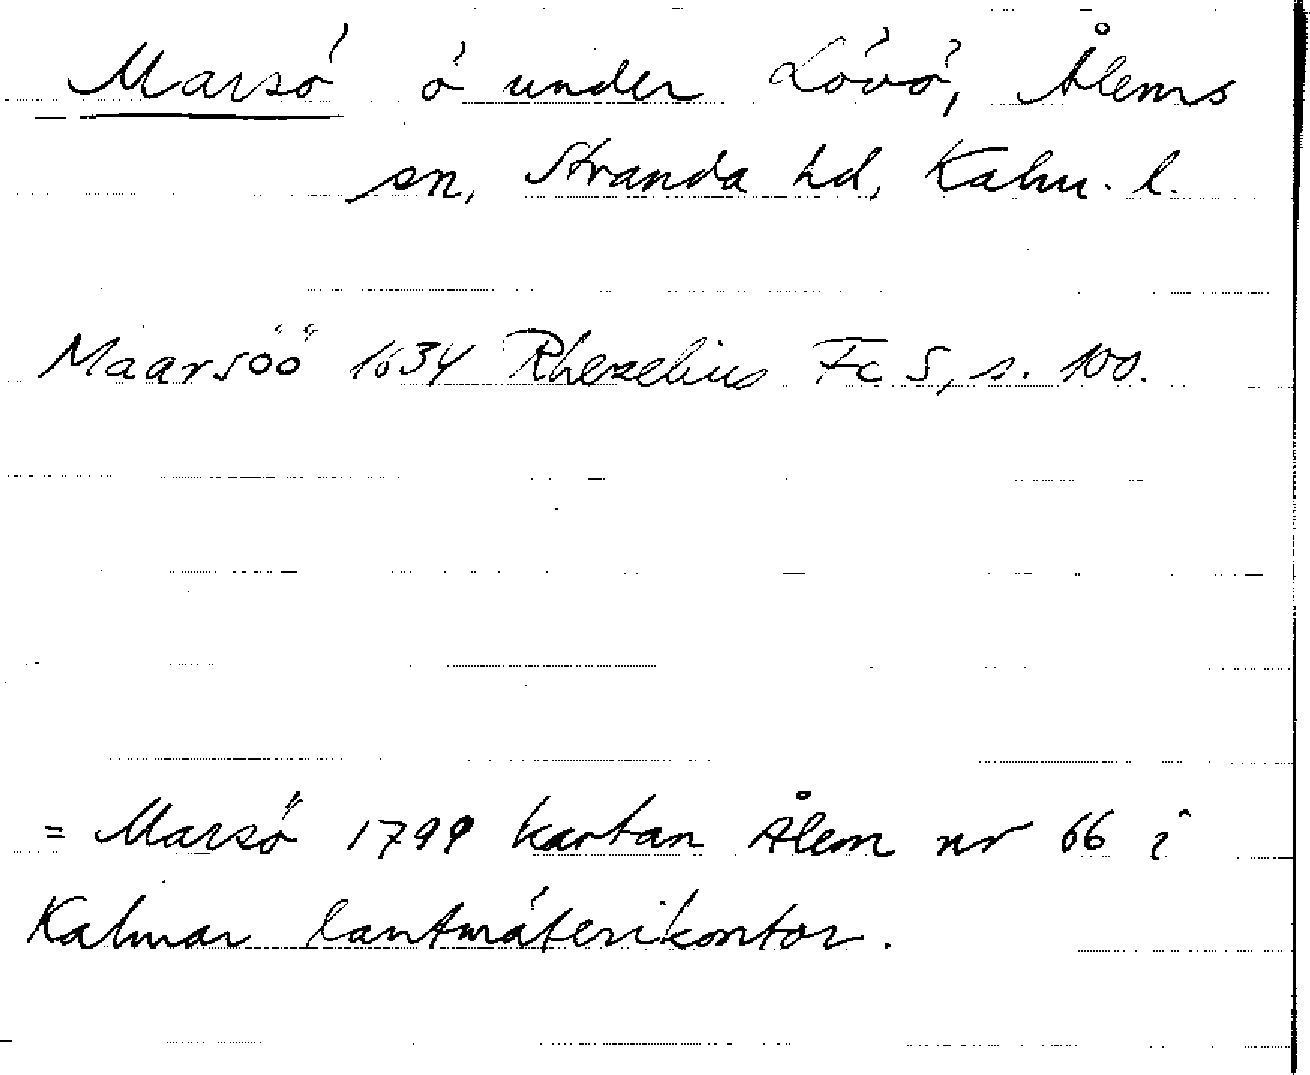 Marsö ö under Lövö, Ålems
sn, Stranda hd, Kalm. l.
Maarsöö 1634 Rhezelius Fc 5, s. 100.
= Marsö 1799 kartan Ålem nr 66 i
Kalmar lantmäterikontor.